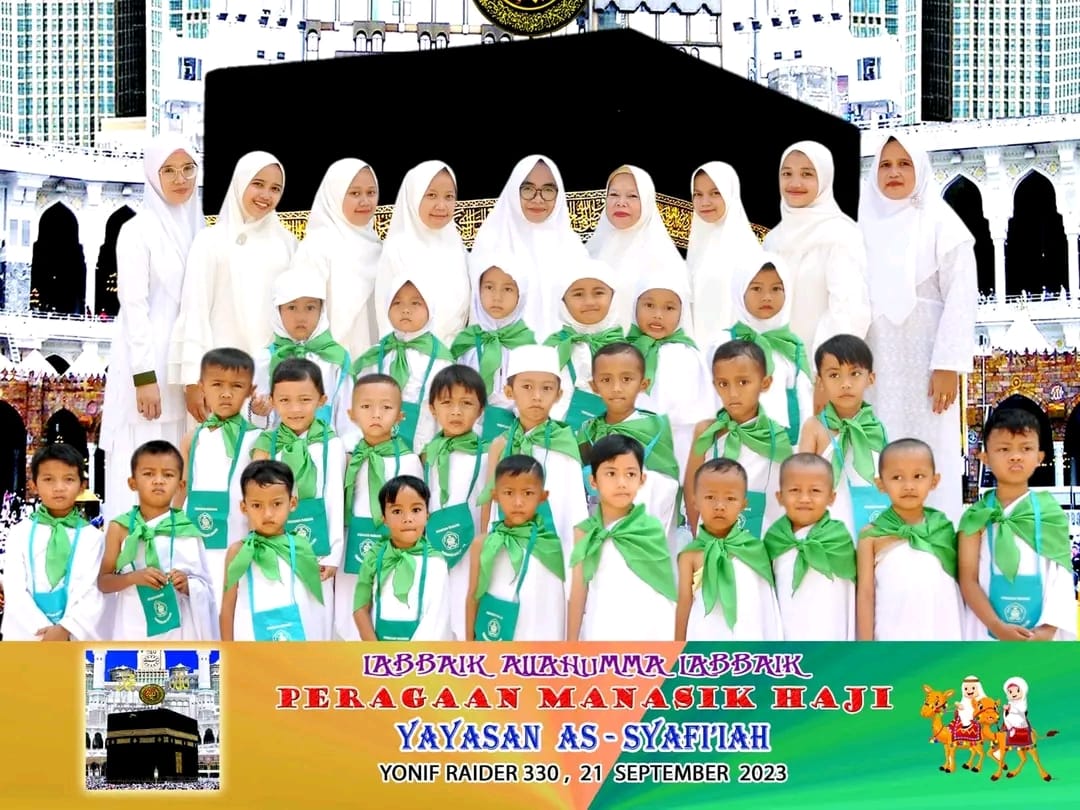 LABBAIK ALLAHUMMA LABBAIK
PERAGAAN MANASIK HAJI
YAYASAN AS - SYAFI'IAH
YONIF RAIDER 330, 21 SEPTEMBER 2023